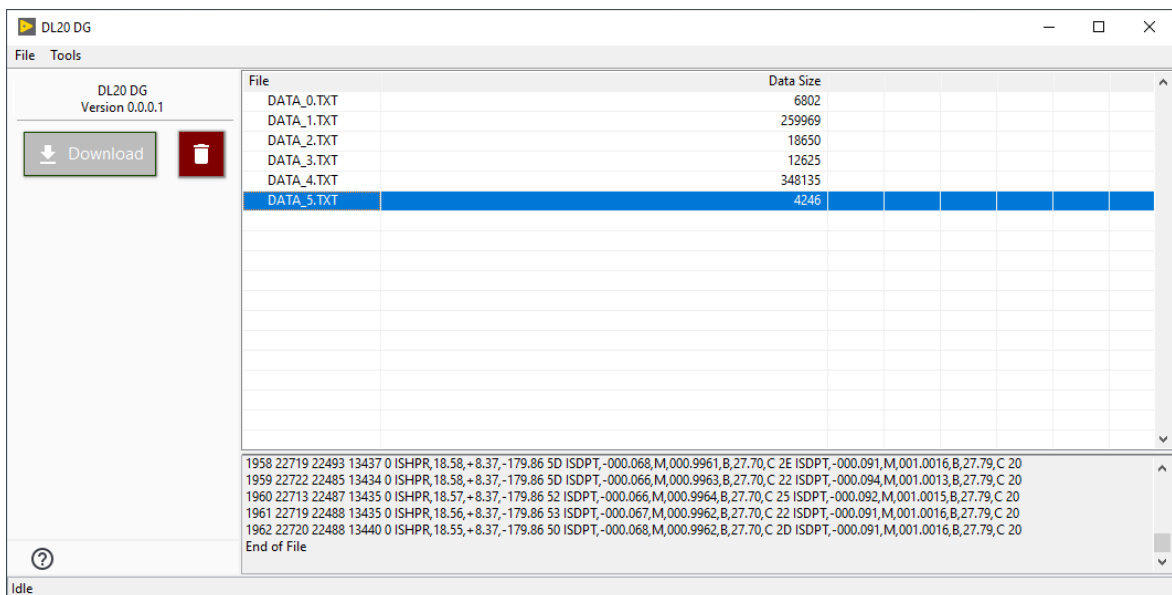 DL20 DG
File Tools
DL20 DG
Version 0.0.0.1
Download
File Data Size
DATA_0.TXT 6802
DATA_1.TXT 259969
DATA_2.TXT 18650
DATA_3.TXT 12625
DATA_4.TXT 348135
DATA_5.TXT 4246
1958 22719 22493 13437 0 ISHPR,18.58,+8.37,-179.86 5D ISDPT,-000.068,M,000.9961,B,27.70,C 2E ISDPT,-000.091,M,001.0016,B,27.79,C 20
1959 22722 22485 13434 0 ISHPR,18.58,+8.37,-179.86 5D ISDPT,-000.066,M,000.9963,B,27.70,C 22 ISDPT,-000.094,M,001.0013,B,27.79,C 20
1960 22713 22487 13435 0 ISHPR,18.57,+8.37,-179.86 52 ISDPT,-000.066,M,000.9964,B,27.70,C 25 ISDPT,-000.092,M,001.0015,B,27.79,C 20
1961 22719 22488 13435 0 ISHPR,18.56,+8.37,-179.86 53 ISDPT,-000.067,M,000.9962,B,27.70,C 22 ISDPT,-000.091,M,001.0016,B,27.79,C 20
1962 22720 22488 13440 0 ISHPR,18.55,+8.37,-179.86 50 ISDPT,-000.068,M,000.9962,B,27.70,C 2D ISDPT,-000.091,M,001.0016,B,27.79,C 20
End of File
Idle